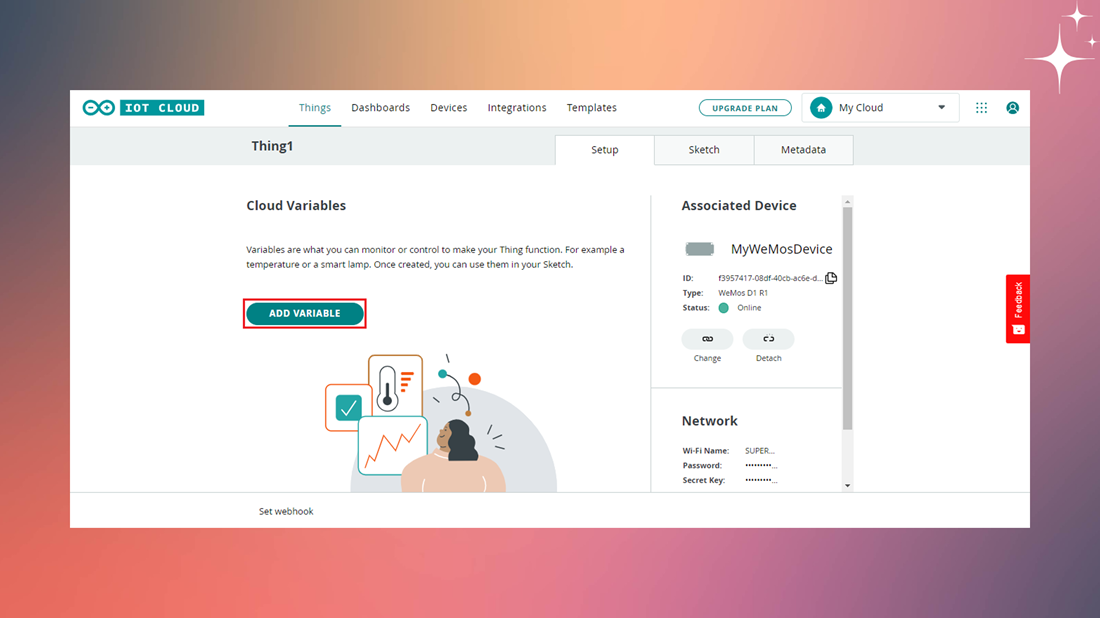 IOT CLOUD
Things
Dashboards
Devices
Integrations
Templates
UPGRADE PLAN
My Cloud
Thing1
Setup
Sketch
Metadata
Cloud Variables
Variables are what you can monitor or control to make your Thing function. For example a
temperature or a smart lamp. Once created, you can use them in your Sketch.
ADD VARIABLE
Associated Device
MyWeMosDevice
ID: f3957417-08df-40cb-ac6e-d...
Type: WeMos D1 R1
Status: Online
Change
Detach
Network
Wi-Fi Name: SUPER...
Password: •••••••••...
Secret Key: •••••••••...
Feedback
Set webhook